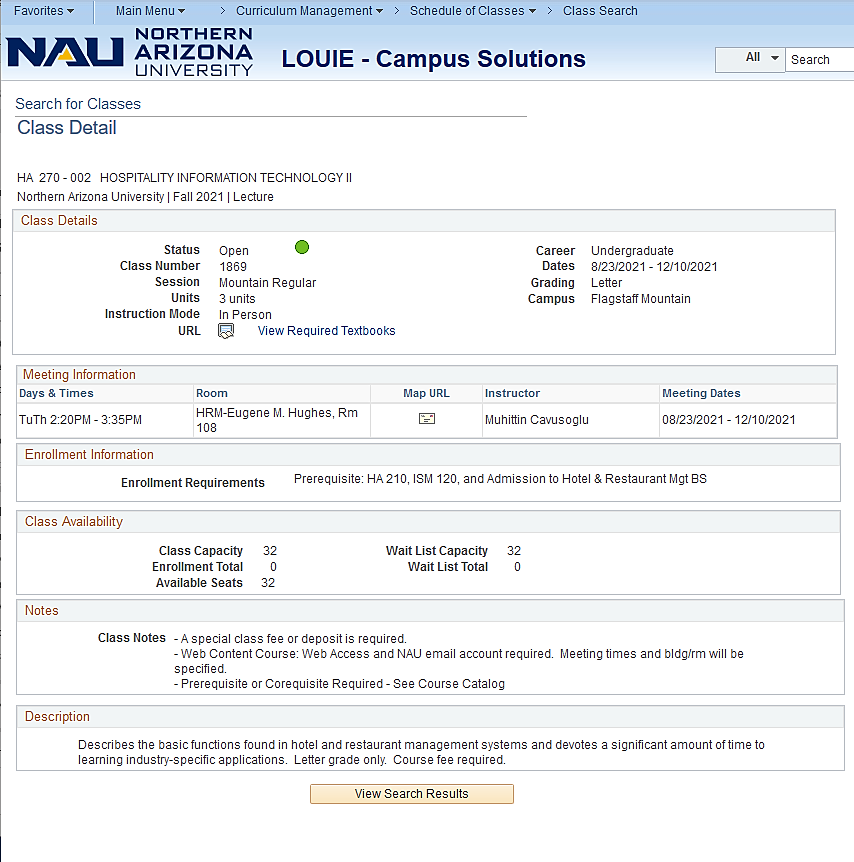 Favorites Main Menu > Curriculum Management > Schedule of Classes > Class Search
NAU NORTHERN ARIZONA UNIVERSITY
LOUIE - Campus Solutions
All Search
Search for Classes
Class Detail
HA 270 - 002 HOSPITALITY INFORMATION TECHNOLOGY II
Northern Arizona University | Fall 2021 | Lecture
Class Details
Status Open Career Undergraduate
Class Number 1869 Dates 8/23/2021 - 12/10/2021
Session Mountain Regular Grading Letter
Units 3 units Campus Flagstaff Mountain
Instruction Mode In Person
URL View Required Textbooks
Meeting Information
Days & Times Room Map URL Instructor Meeting Dates
TuTh 2:20PM - 3:35PM HRM-Eugene M. Hughes, Rm 108 Muhittin Cavusoglu 08/23/2021 - 12/10/2021
Enrollment Information
Enrollment Requirements Prerequisite: HA 210, ISM 120, and Admission to Hotel & Restaurant Mgt BS
Class Availability
Class Capacity 32 Wait List Capacity 32
Enrollment Total 0 Wait List Total 0
Available Seats 32
Notes
Class Notes - A special class fee or deposit is required.
- Web Content Course: Web Access and NAU email account required. Meeting times and bldg/rm will be
specified.
- Prerequisite or Corequisite Required - See Course Catalog
Description
Describes the basic functions found in hotel and restaurant management systems and devotes a significant amount of time to
learning industry-specific applications. Letter grade only. Course fee required.
View Search Results